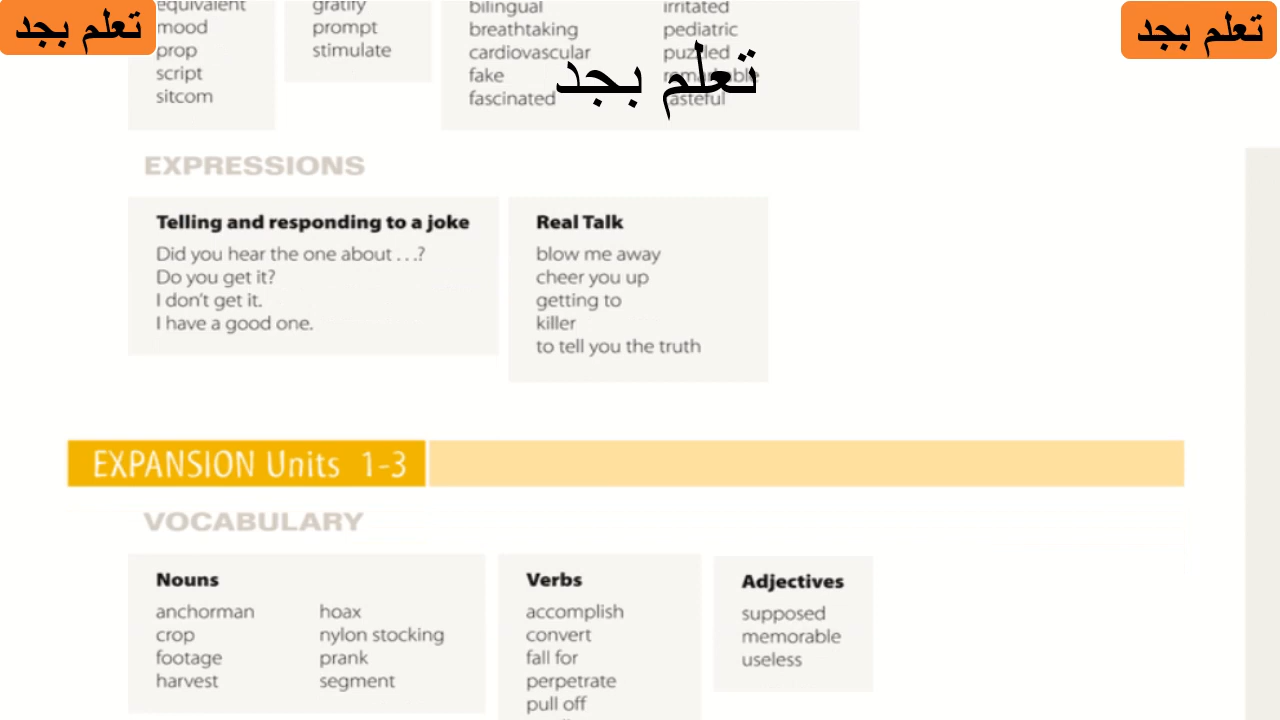 تعلم بجد
تعلم بجد
equivalent
mood
prop
script
sitcom
gratify
prompt
stimulate
bilingual
breathtaking
cardiovascular
fake
fascinated
irritated
pediatric
puzzled
remarkable
tasteful
تعلم بجد
EXPRESSIONS
Telling and responding to a joke
Did you hear the one about . . .?
Do you get it?
I don't get it.
I have a good one.
Real Talk
blow me away
cheer you up
getting to
killer
to tell you the truth
EXPANSION Units 1-3
VOCABULARY
Nouns
anchorman
crop
footage
harvest
hoax
nylon stocking
prank
segment
Verbs
accomplish
convert
fall for
perpetrate
pull off
Adjectives
supposed
memorable
useless